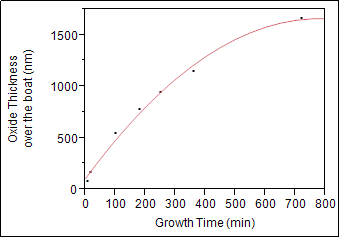 Oxide Thickness
over the boat (nm)
1500
1000
500
0
0 100 200 300 400 500 600 700 800
Growth Time (min)